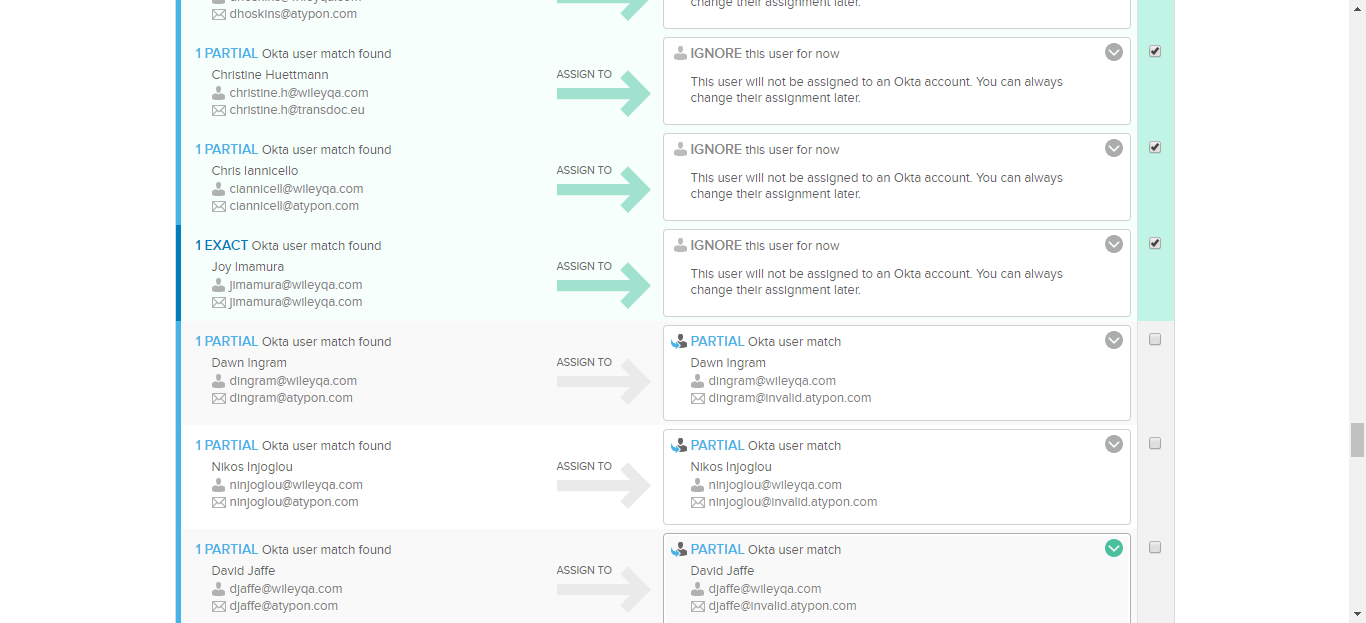 dhoskins@wileyqa.com
dhoskins@atypon.com
change their assignment later.
1 PARTIAL Okta user match found
Christine Huettmann
christine.h@wileyqa.com
christine.h@transdoc.eu
ASSIGN TO
IGNORE this user for now
This user will not be assigned to an Okta account. You can always
change their assignment later.
1 PARTIAL Okta user match found
Chris Iannicello
ciannicell@wileyqa.com
ciannicell@atypon.com
ASSIGN TO
IGNORE this user for now
This user will not be assigned to an Okta account. You can always
change their assignment later.
1 EXACT Okta user match found
Joy Imamura
jimamura@wileyqa.com
jimamura@wileyqa.com
ASSIGN TO
IGNORE this user for now
This user will not be assigned to an Okta account. You can always
change their assignment later.
1 PARTIAL Okta user match found
Dawn Ingram
dingram@wileyqa.com
dingram@atypon.com
ASSIGN TO
PARTIAL Okta user match
Dawn Ingram
dingram@wileyqa.com
dingram@invalid.atypon.com
1 PARTIAL Okta user match found
Nikos Injoglou
ninjoglou@wileyqa.com
ninjoglou@atypon.com
ASSIGN TO
PARTIAL Okta user match
Nikos Injoglou
ninjoglou@wileyqa.com
ninjoglou@invalid.atypon.com
1 PARTIAL Okta user match found
David Jaffe
djaffe@wileyqa.com
djaffe@atypon.com
ASSIGN TO
PARTIAL Okta user match
David Jaffe
djaffe@wileyqa.com
djaffe@invalid.atypon.com